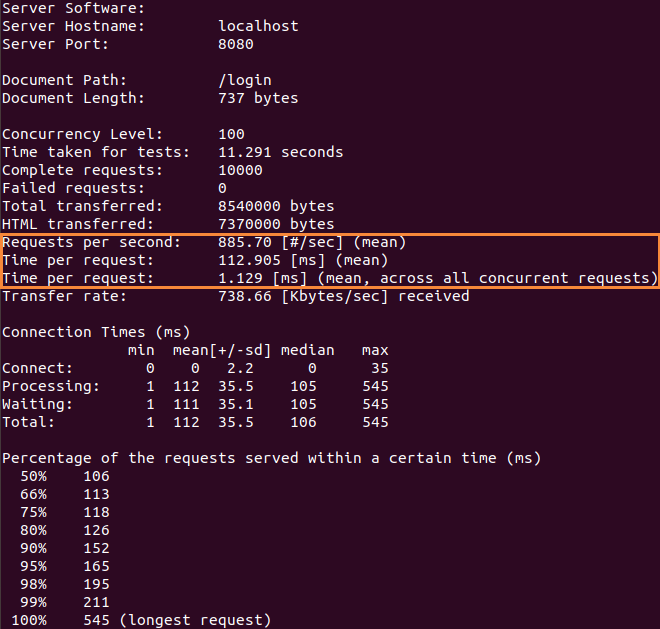 Server Software:
Server Hostname:        localhost
Server Port:            8080

Document Path:          /login
Document Length:        737 bytes

Concurrency Level:      100
Time taken for tests:   11.291 seconds
Complete requests:      10000
Failed requests:        0
Total transferred:      8540000 bytes
HTML transferred:       7370000 bytes
Requests per second:    885.70 [#/sec] (mean)
Time per request:       112.905 [ms] (mean)
Time per request:       1.129 [ms] (mean, across all concurrent requests)
Transfer rate:          738.66 [Kbytes/sec] received

Connection Times (ms)
              min  mean[+/-sd] median   max
Connect:        0    0   2.2      0      35
Processing:     1  112  35.5    105     545
Waiting:        1  111  35.1    105     545
Total:          1  112  35.5    106     545

Percentage of the requests served within a certain time (ms)
  50%    106
  66%    113
  75%    118
  80%    126
  90%    152
  95%    165
  98%    195
  99%    211
 100%    545 (longest request)